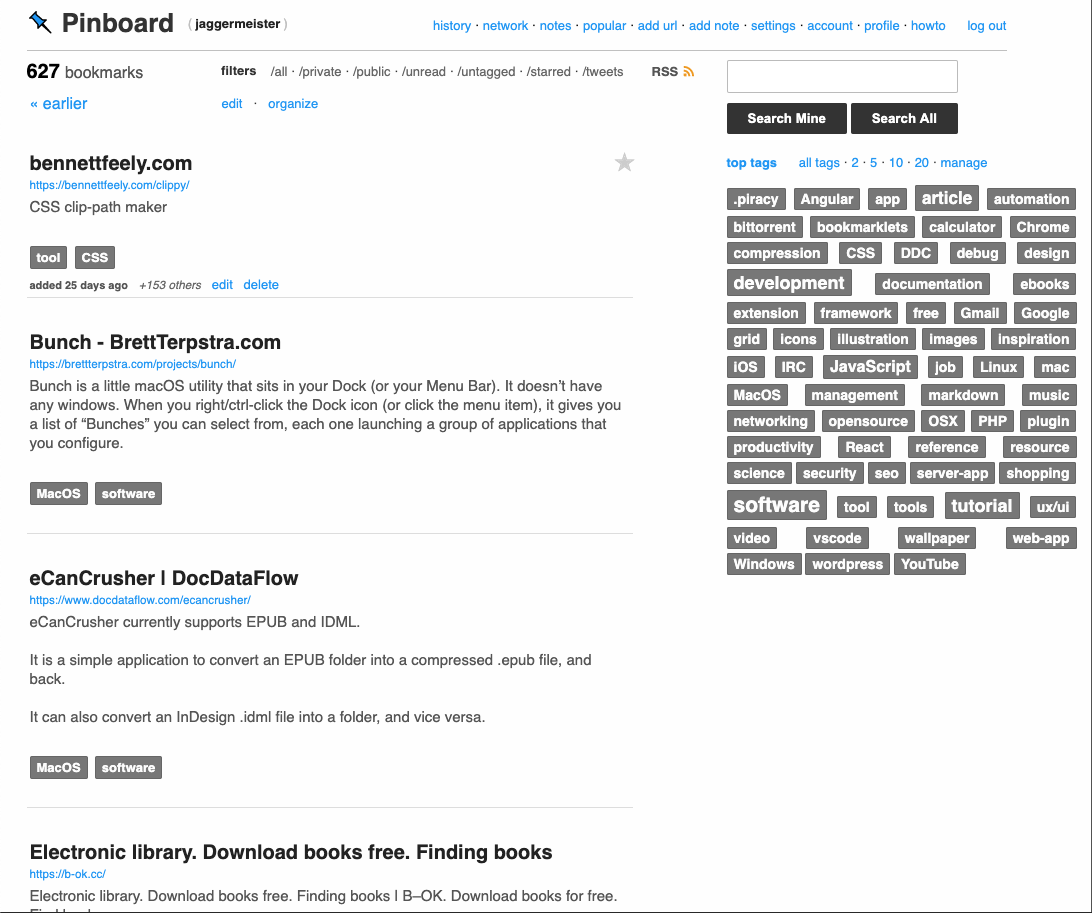 Pinboard ( jaggermeister )
history · network · notes · popular · add url · add note · settings · account · profile · howto log out
627 bookmarks
filters /all · /private · /public · /unread · /untagged · /starred · /tweets RSS
« earlier
edit · organize
bennettfeely.com
https://bennettfeely.com/clippy/
CSS clip-path maker
tool CSS
added 25 days ago +153 others edit delete
Bunch - BrettTerpstra.com
https://brettterpstra.com/projects/bunch/
Bunch is a little macOS utility that sits in your Dock (or your Menu Bar). It doesn’t have
any windows. When you right/ctrl-click the Dock icon (or click the menu item), it gives you
a list of “Bunches” you can select from, each one launching a group of applications that
you configure.
MacOS software
eCanCrusher | DocDataFlow
https://www.docdataflow.com/ecancrusher/
eCanCrusher currently supports EPUB and IDML.
It is a simple application to convert an EPUB folder into a compressed .epub file, and
back.
It can also convert an InDesign .idml file into a folder, and vice versa.
MacOS software
Electronic library. Download books free. Finding books
https://b-ok.cc/
Electronic library. Download books free. Finding books | B–OK. Download books for free.
Search Mine Search All
top tags all tags · 2 · 5 · 10 · 20 · manage
.piracy Angular app article automation
bittorrent bookmarklets calculator Chrome
compression CSS DDC debug design
development documentation ebooks
extension framework free Gmail Google
grid icons illustration images inspiration
iOS IRC JavaScript job Linux mac
MacOS management markdown music
networking opensource OSX PHP plugin
productivity React reference resource
science security seo server-app shopping
software tool tools tutorial ux/ui
video vscode wallpaper web-app
Windows wordpress YouTube